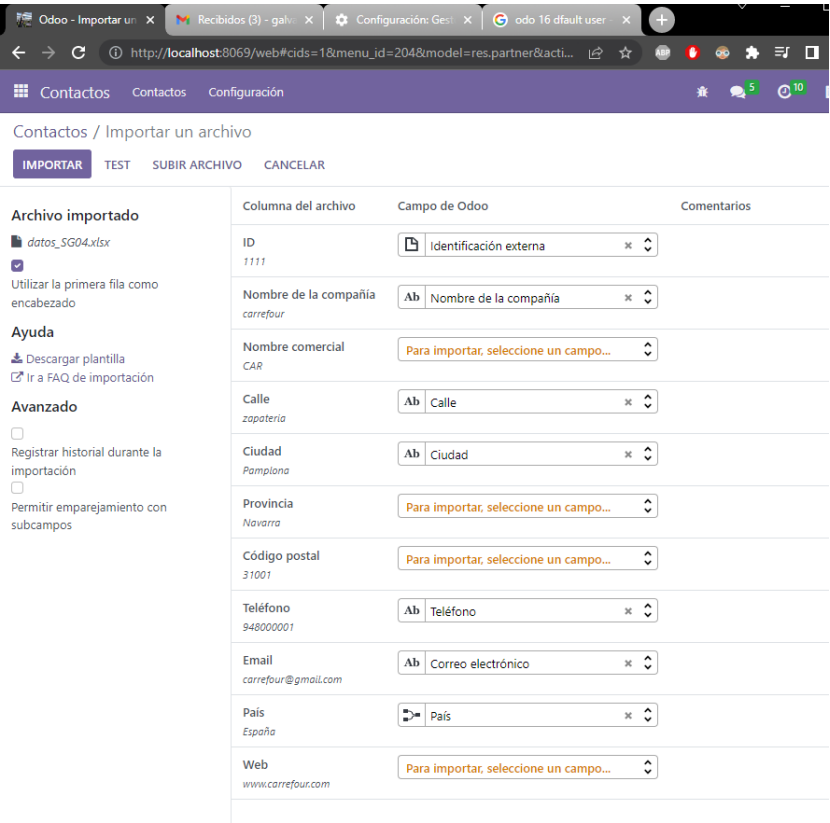 Odoo - Importar un
Recibidos (3) - galv
Configuración: Gest
odo 16 dfault user -
http://localhost:8069/web#cids=1&menu_id=204&model=res.partner&acti...
ABP
Contactos Contactos Configuración 5 10
Contactos / Importar un archivo
IMPORTAR TEST SUBIR ARCHIVO CANCELAR
Archivo importado
datos_SG04.xlsx
Utilizar la primera fila como
encabezado
Ayuda
Descargar plantilla
Ir a FAQ de importación
Avanzado
Registrar historial durante la
importación
Permitir emparejamiento con
subcampos
Columna del archivo Campo de Odoo Comentarios
ID
1111
Identificación externa
Nombre de la compañía
carrefour
Ab Nombre de la compañía
Nombre comercial
CAR
Para importar, seleccione un campo...
Calle
zapateria
Ab Calle
Ciudad
Pamplona
Ab Ciudad
Provincia
Navarra
Para importar, seleccione un campo...
Código postal
31001
Para importar, seleccione un campo...
Teléfono
948000001
Ab Teléfono
Email
carrefour@gmail.com
Ab Correo electrónico
País
España
País
Web
www.carrefour.com
Para importar, seleccione un campo...